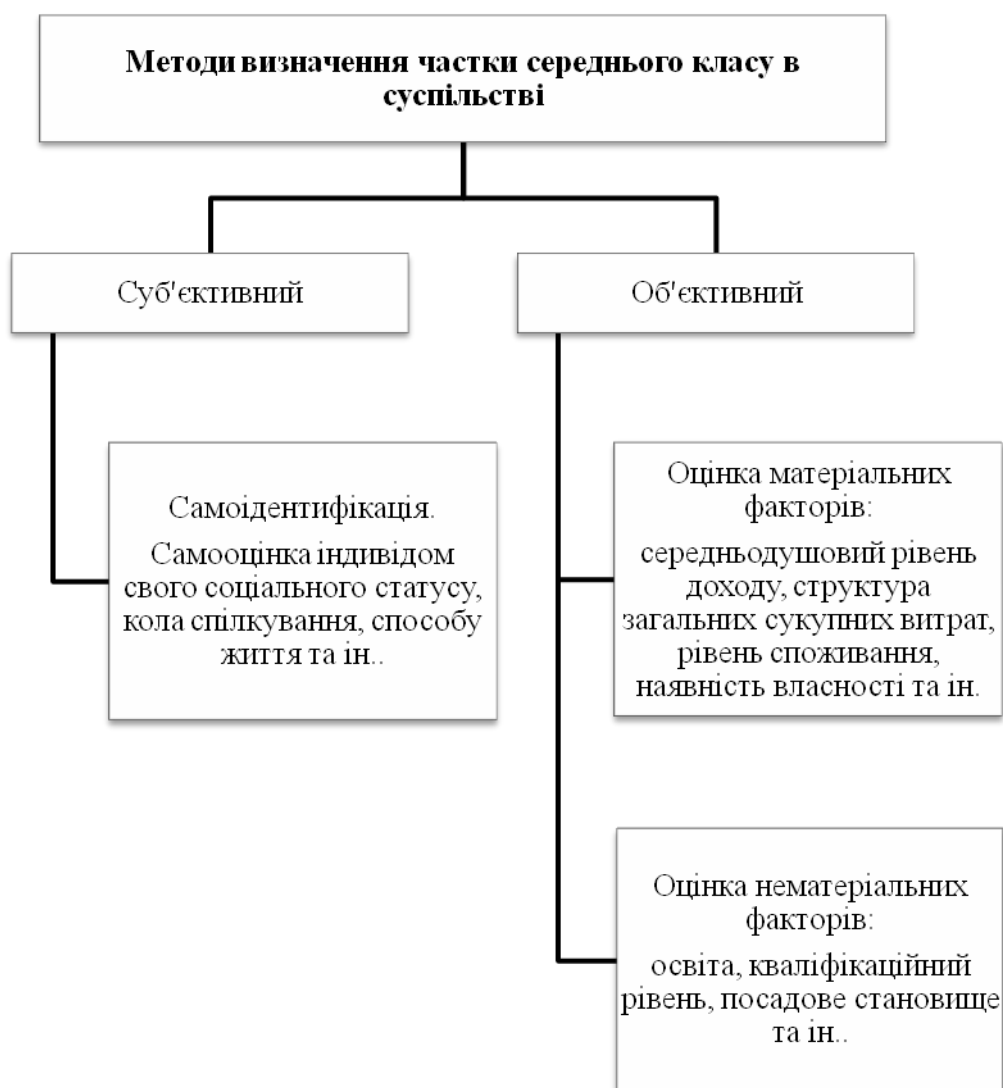 Методи визначення частки середнього класу в
суспільстві
Суб'єктивний
Об'єктивний
Самоідентифікація.
Самооцінка індивідом
свого соціального статусу,
кола спілкування, способу
життя та ін..
Оцінка матеріальних
факторів:
середньодушовий рівень
доходу, структура
загальних сукупних витрат,
рівень споживання,
наявність власності та ін.
Оцінка нематеріальних
факторів:
освіта, кваліфікаційний
рівень, посадове становище
та ін..